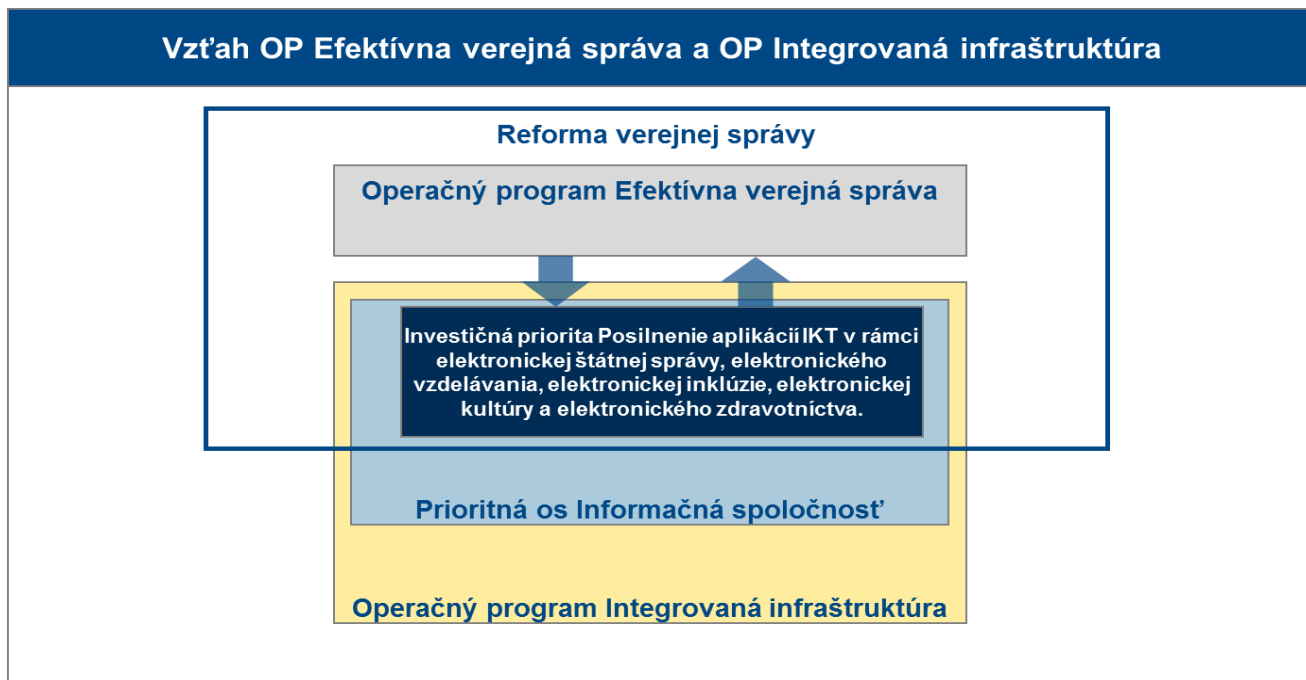 Vzťah OP Efektívna verejná správa a OP Integrovaná infraštruktúra
Reforma verejnej správy
Operačný program Efektívna verejná správa
Investičná priorita Posilnenie aplikácií IKT v rámci
elektronickej štátnej správy, elektronického
vzdelávania, elektronickej inklúzie, elektronickej
kultúry a elektronického zdravotníctva.
Prioritná os Informačná spoločnosť
Operačný program Integrovaná infraštruktúra